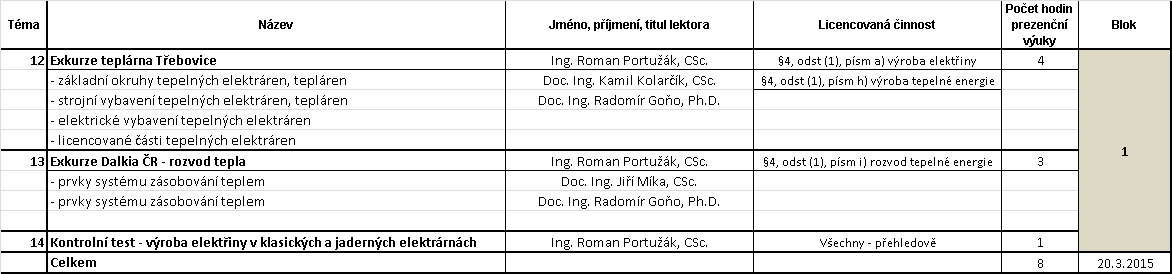 Téma Název Jméno, příjmení, titul lektora Licencovaná činnost Počet hodin prezenční výuky Blok
12 Exkurze teplárna Třebovice Ing. Roman Portužák, CSc. §4, odst (1), písm a) výroba elektřiny 4
- základní okruhy tepelných elektráren, tepláren Doc. Ing. Kamil Kolarčík, CSc. §4, odst (1), písm h) výroba tepelné energie
- strojní vybavení tepelných elektráren, tepláren Doc. Ing. Radomír Goňo, Ph.D.
- elektrické vybavení tepelných elektráren
- licencované části tepelných elektráren
1
13 Exkurze Dalkia ČR - rozvod tepla Ing. Roman Portužák, CSc. §4, odst (1), písm i) rozvod tepelné energie 3
- prvky systému zásobování teplem Doc. Ing. Jiří Míka, CSc.
- prvky systému zásobování teplem Doc. Ing. Radomír Goňo, Ph.D.
14 Kontrolní test - výroba elektřiny v klasických a jaderných elektrárnách Ing. Roman Portužák, CSc. Všechny - přehledově 1
Celkem 8 20.3.2015